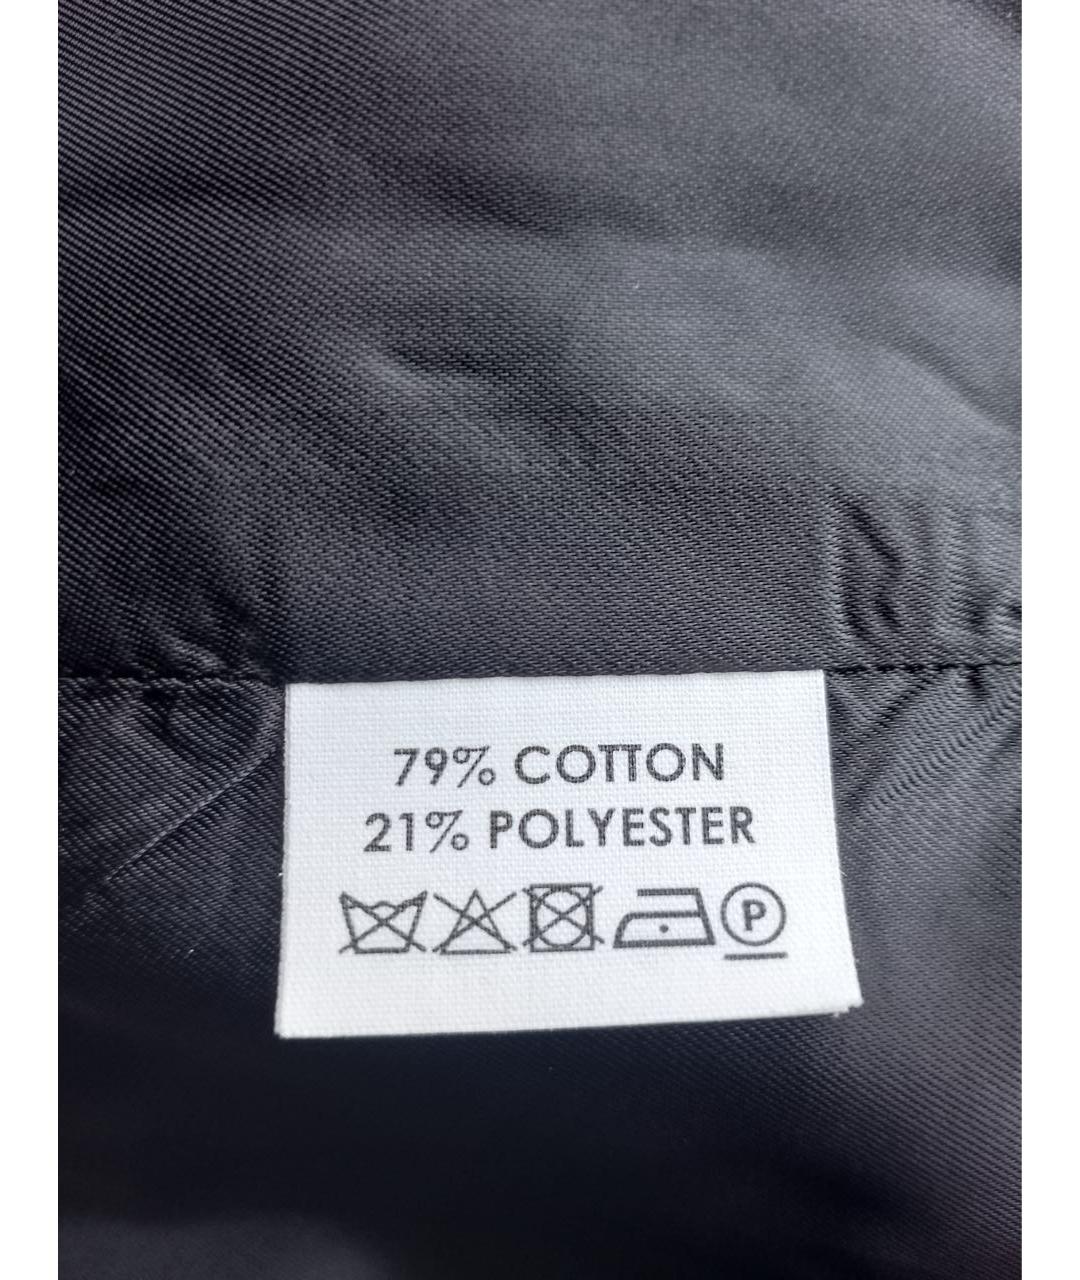 79% COTTON
21% POLYESTER
P